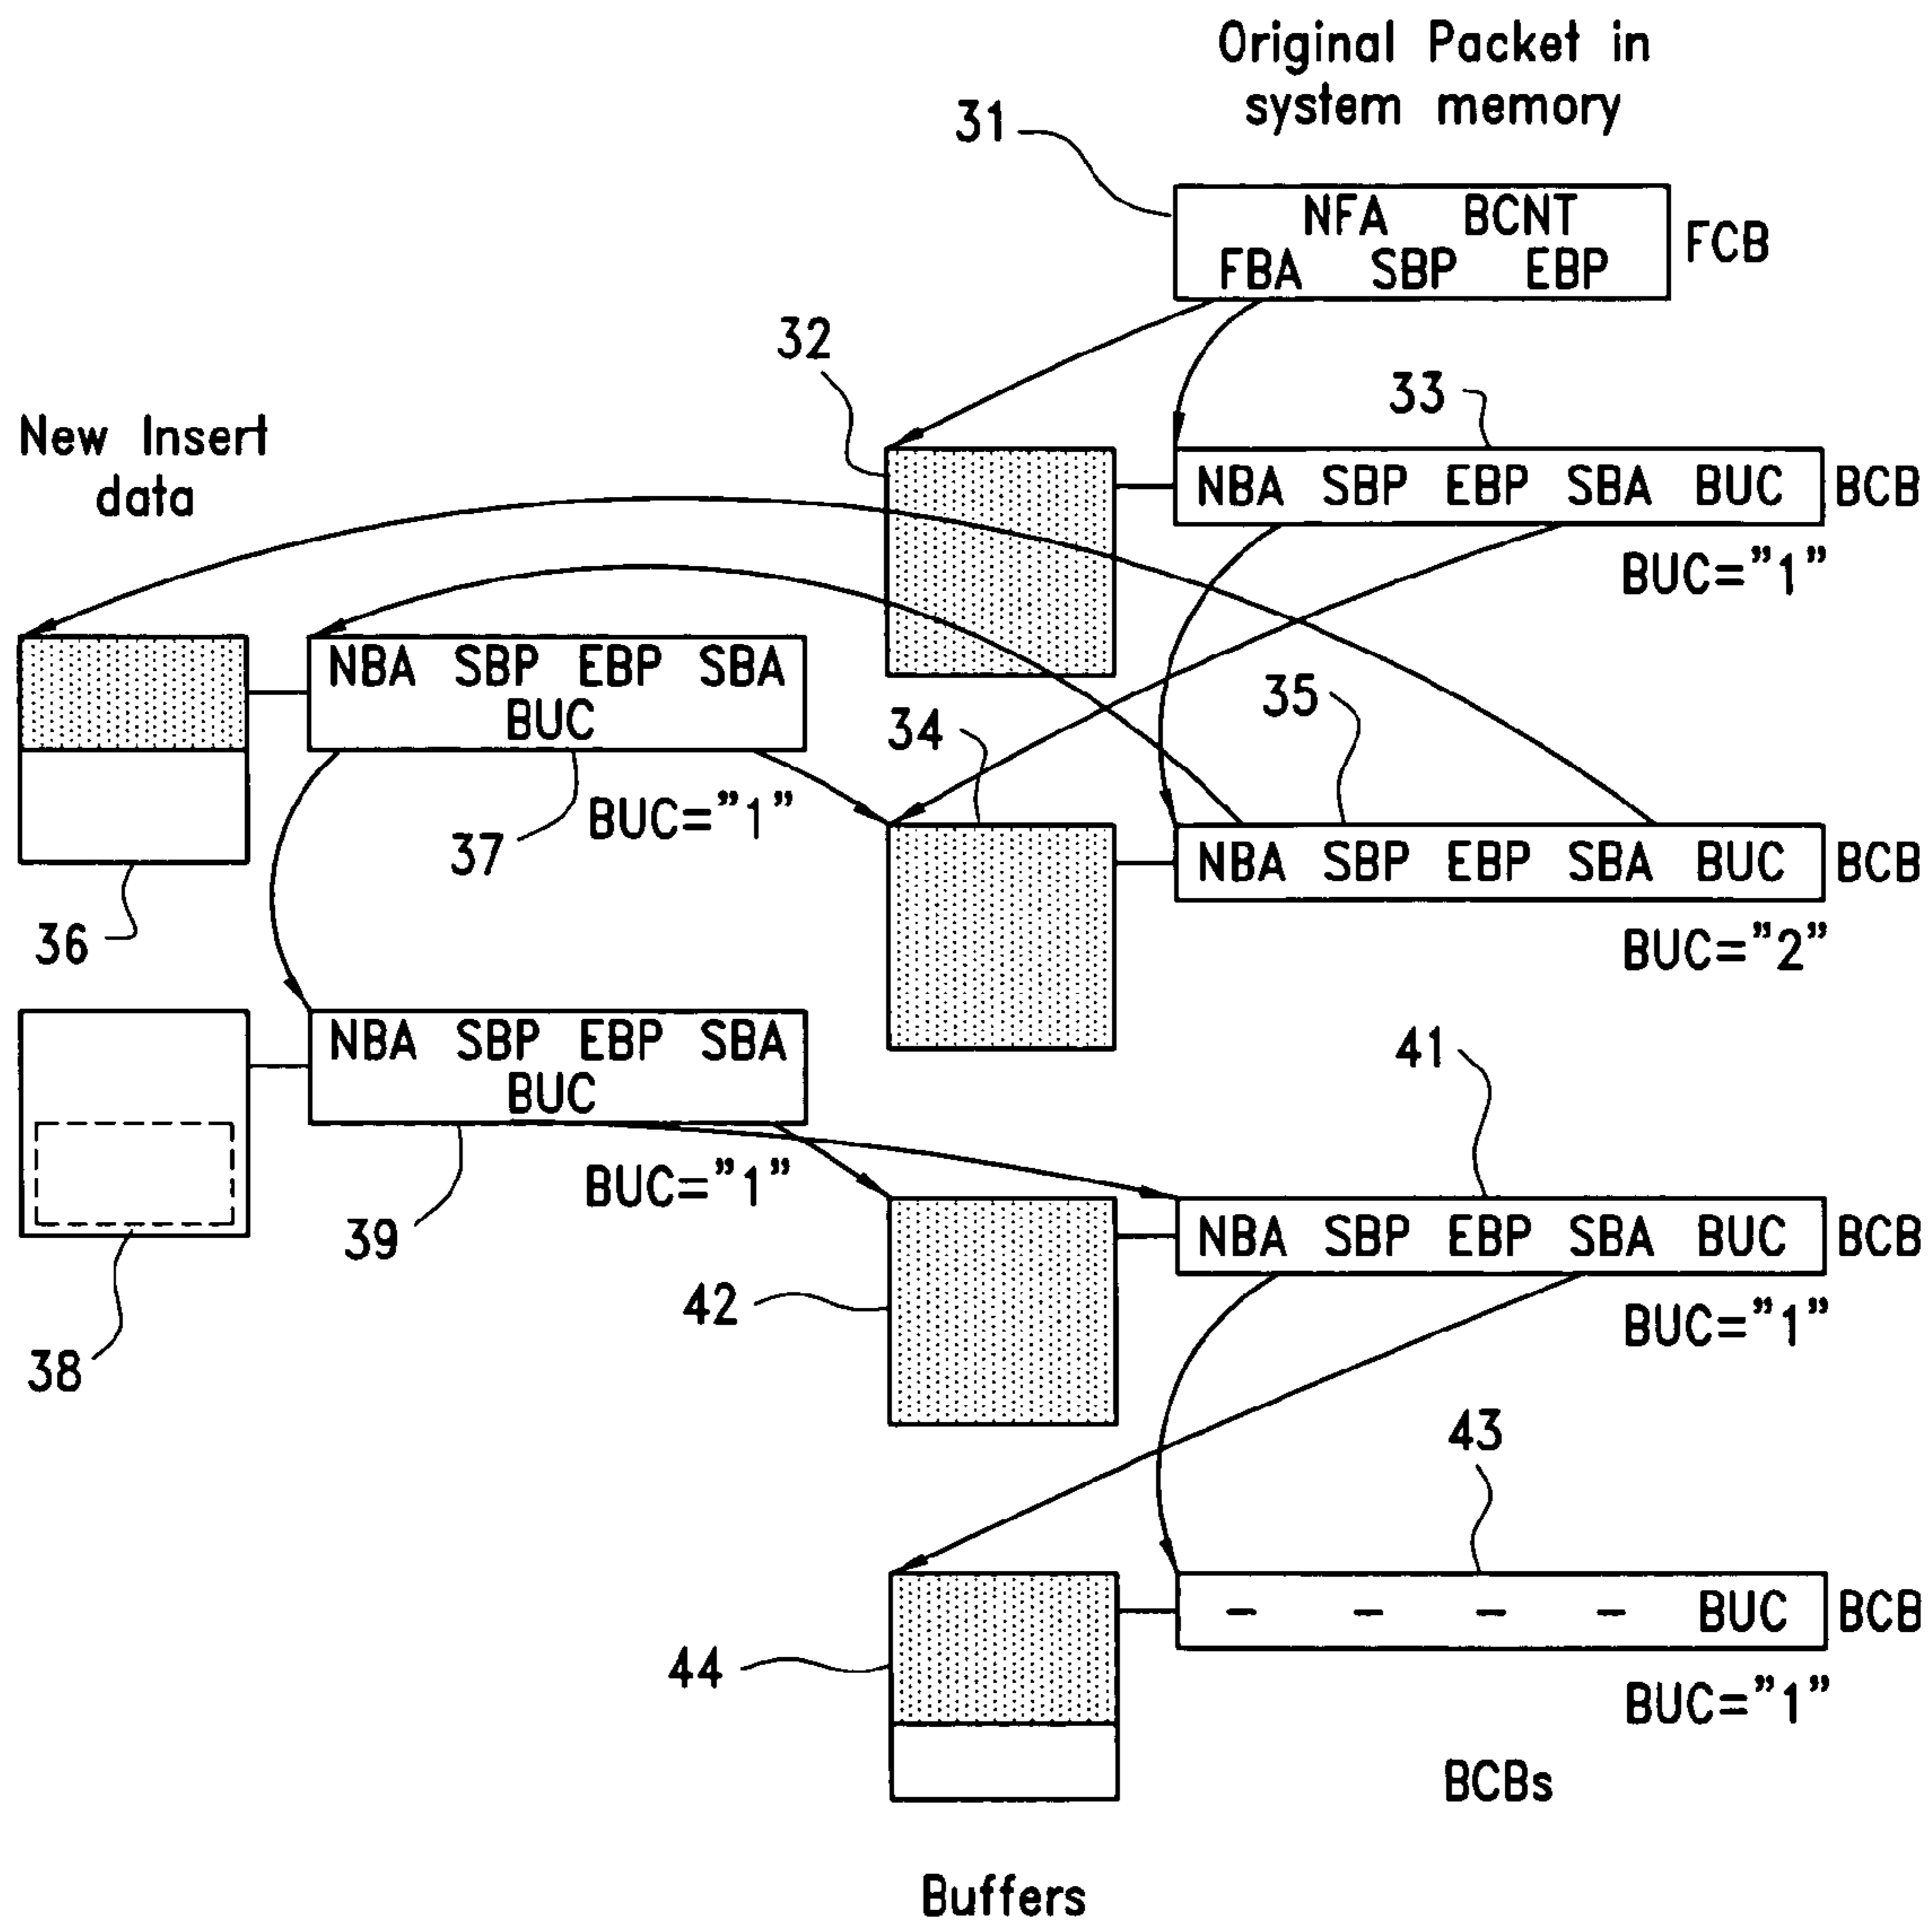 Original Packet in
system memory
31
NFA BCNT
FBA SBP EBP
FCB
32
33
New Insert
data
NBA SBP EBP SBA BUC
BCB
BUC="1"
NBA SBP EBP SBA
BUC
34
35
BUC="1"
37
NBA SBP EBP SBA BUC
BCB
36
BUC="2"
NBA SBP EBP SBA
BUC
41
BUC="1"
39
NBA SBP EBP SBA BUC
BCB
42
BUC="1"
38
43
- - - - BUC
BCB
44
BUC="1"
BCBs
Buffers